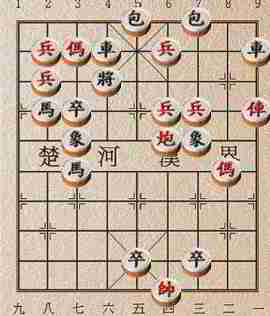 1 2 3 4 5 6 7 8 9
包 包
兵 傌 車 兵 車
兵 將
馬 卒 兵 兵 俥
象 炮 象
楚 河 漢 界
馬 傌
卒 卒
帥
九 八 七 六 五 四 三 二 一